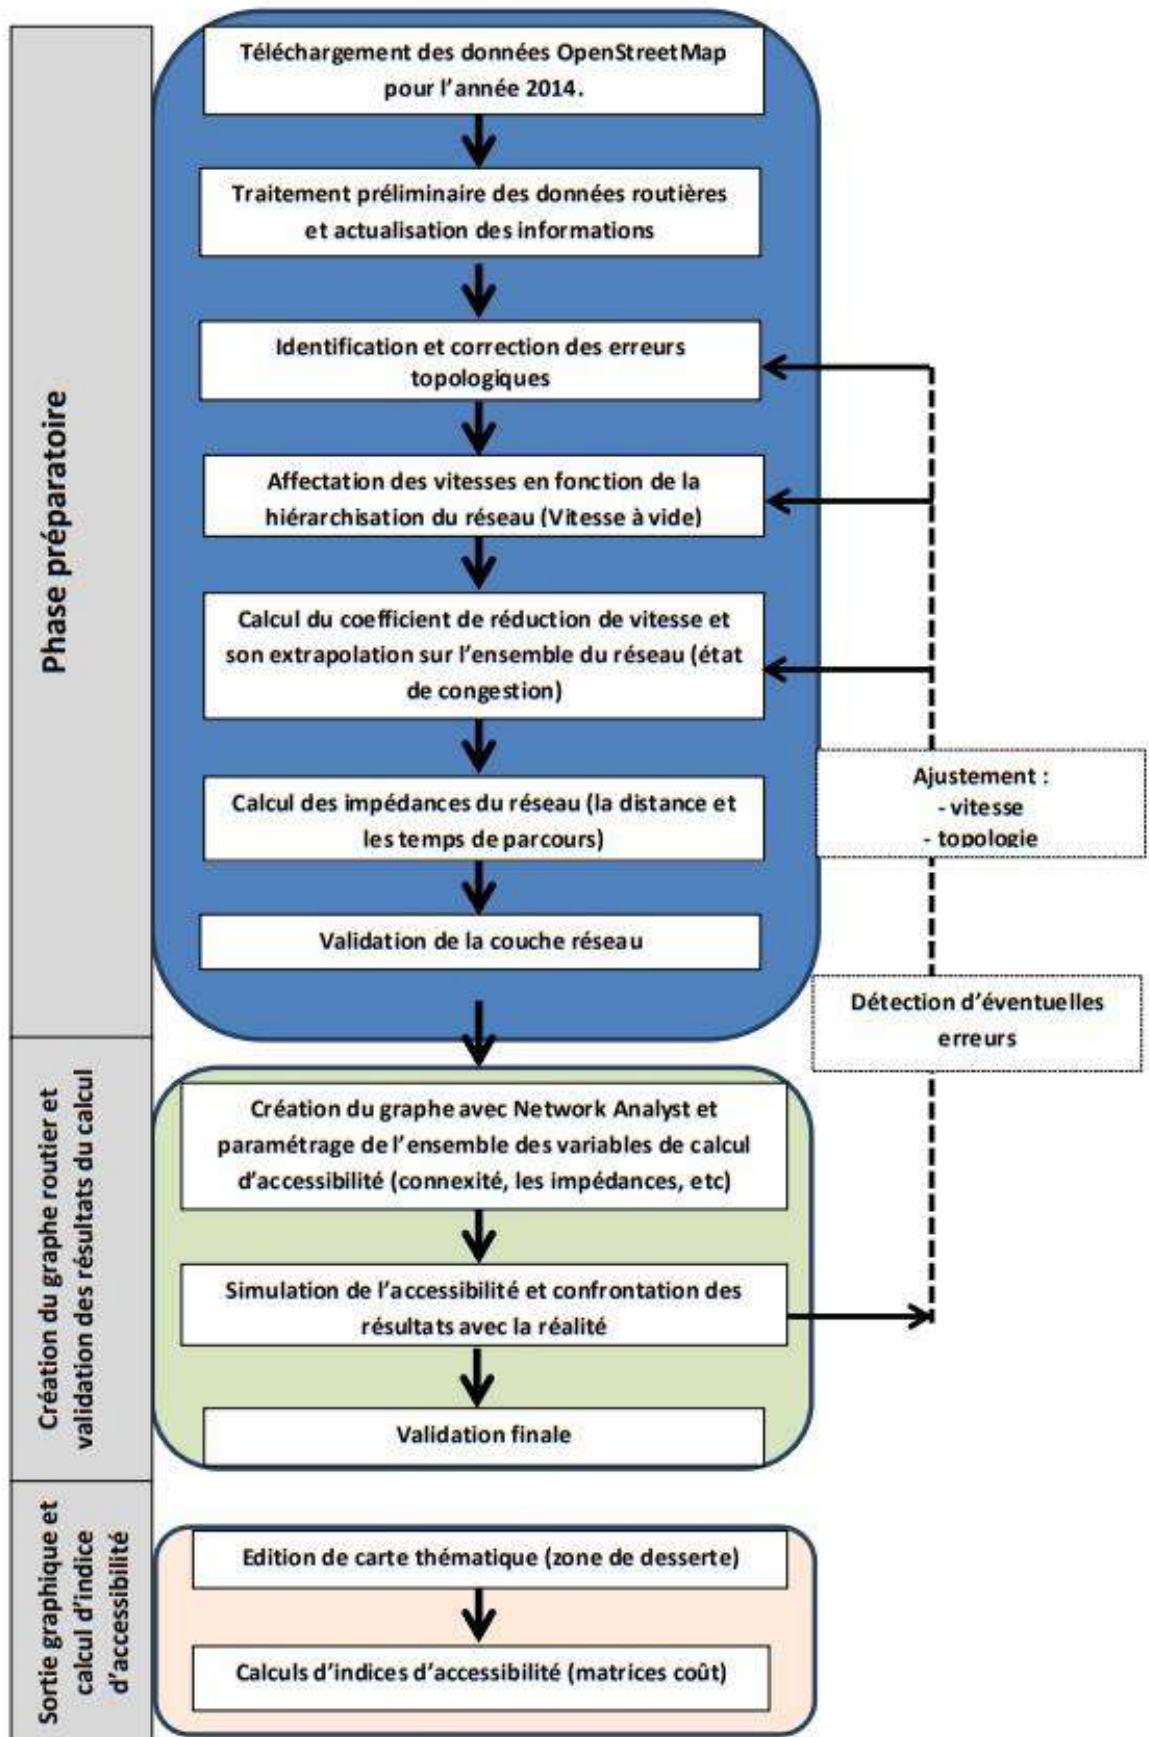 Phase préparatoire
Téléchargement des données OpenStreetMap
pour l'année 2014.
Traitement préliminaire des données routières
et actualisation des informations
Identification et correction des erreurs
topologiques
Affectation des vitesses en fonction de la
hiérarchisation du réseau (Vitesse à vide)
Calcul du coefficient de réduction de vitesse et
son extrapolation sur l'ensemble du réseau (état
de congestion)
Calcul des impédances du réseau (la distance et
les temps de parcours)
Validation de la couche réseau
Ajustement :
- vitesse
- topologie
Détection d'éventuelles
erreurs
Création du graphe routier et
validation des résultats du calcul
Création du graphe avec Network Analyst et
paramétrage de l'ensemble des variables de calcul
d'accessibilité (connexité, les impédances, etc)
Simulation de l'accessibilité et confrontation des
résultats avec la réalité
Validation finale
Sortie graphique et
calcul d'indice
d'accessibilité
Edition de carte thématique (zone de desserte)
Calculs d'indices d'accessibilité (matrices coût)